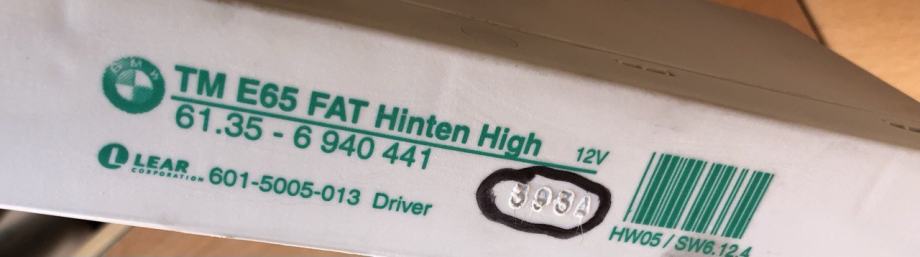 BMW
TM E65 FAT Hinten High
61.35 - 6 940 441
12V
LEAR
CORPORATION
601-5005-013 Driver
393A
HW05 / SW6.12.4